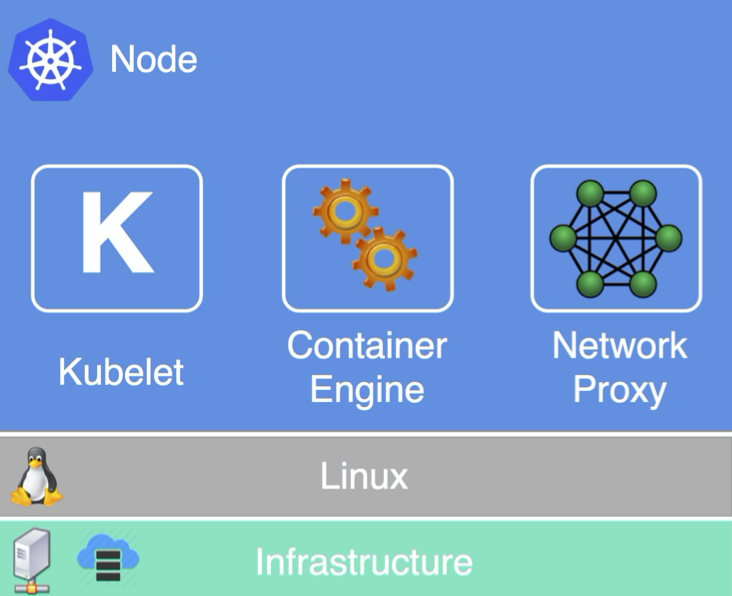 Node
K
Kubelet
Container
Engine
Network
Proxy
Linux
Infrastructure